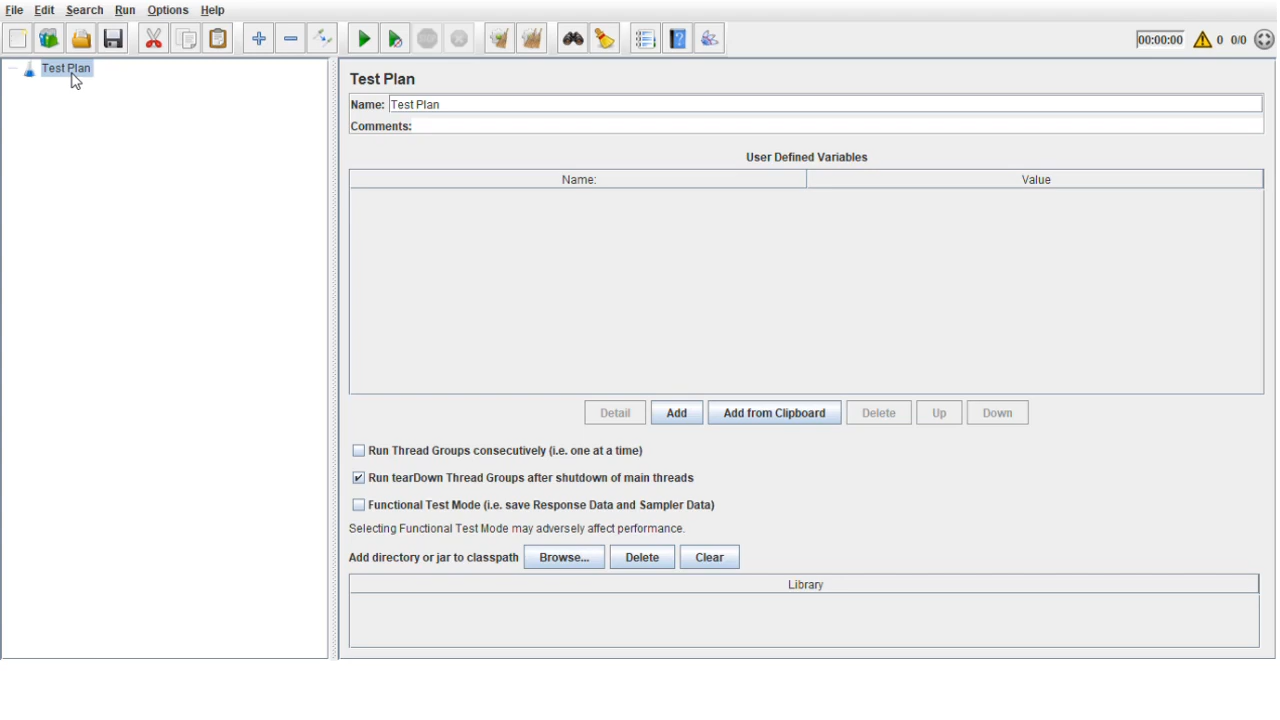 File Edit Search Run Options Help
00:00:00 0 0/0
Test Plan
Test Plan
Name: Test Plan
Comments:
User Defined Variables
Name: Value
Detail Add Add from Clipboard Delete Up Down
Run Thread Groups consecutively (i.e. one at a time)
Run tearDown Thread Groups after shutdown of main threads
Functional Test Mode (i.e. save Response Data and Sampler Data)
Selecting Functional Test Mode may adversely affect performance.
Add directory or jar to classpath Browse... Delete Clear
Library